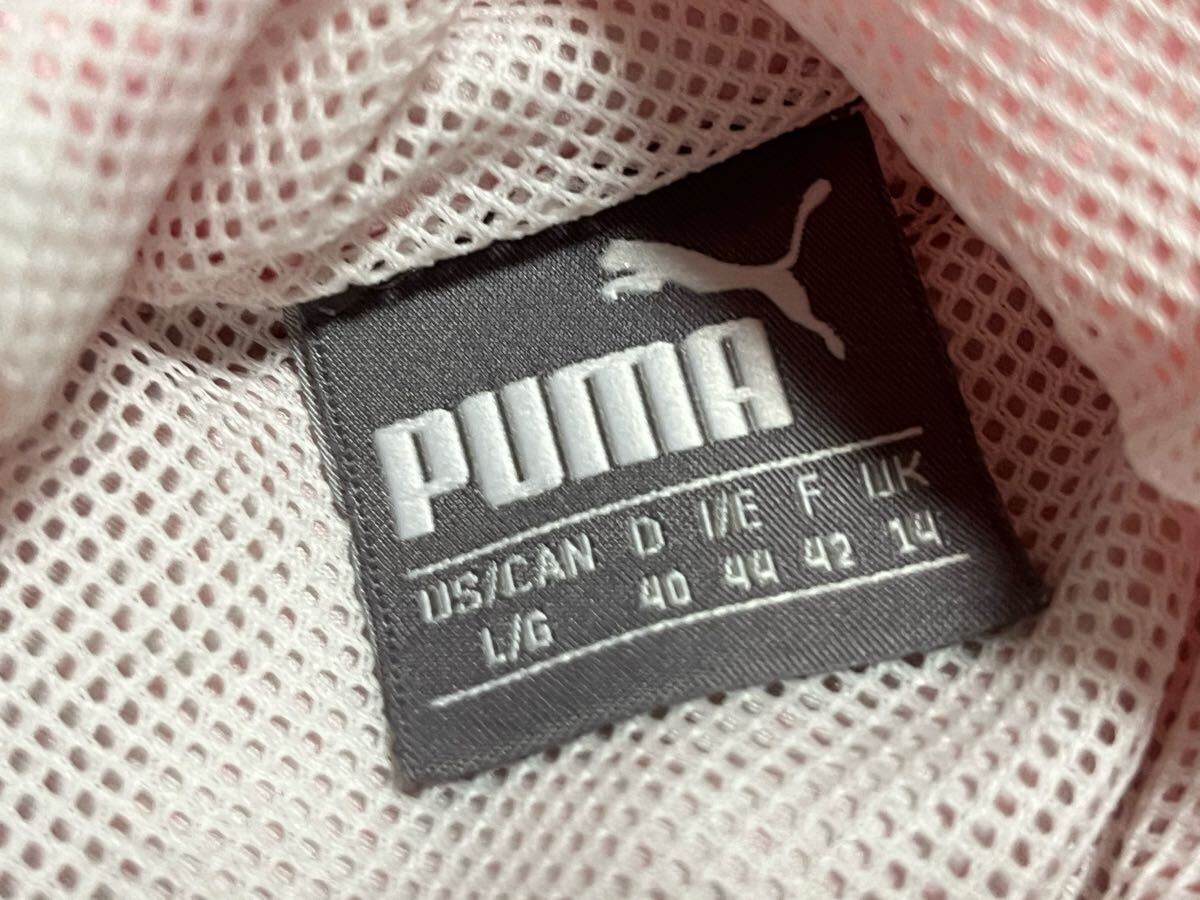 PUMA
US/CAN D I/E F UK
L/G 40 44 42 14